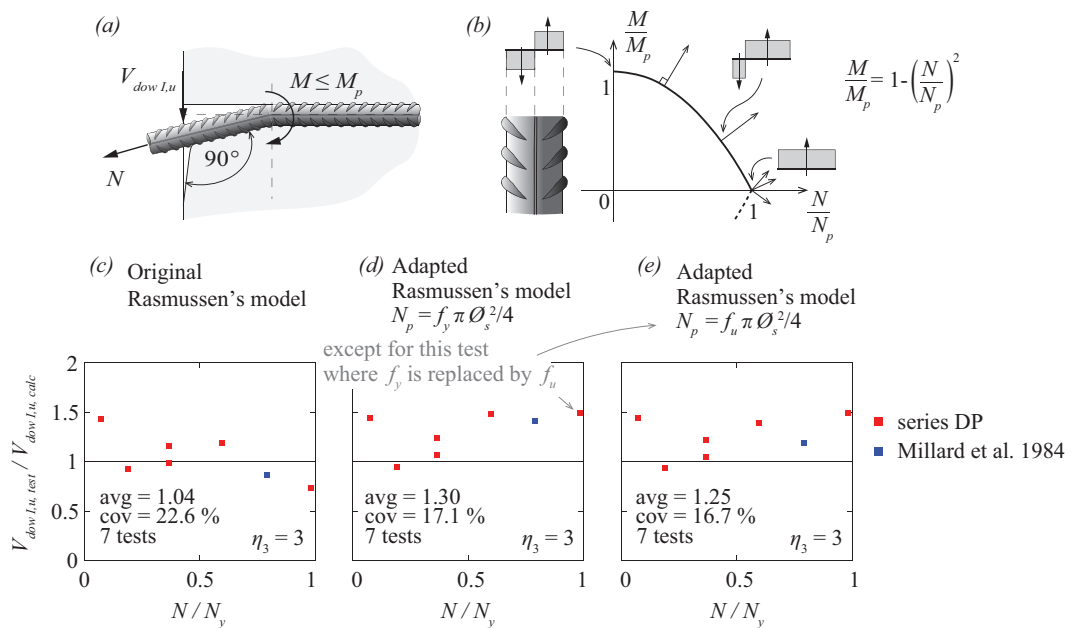 (a)
V_dow I,u
M ≤ M_p
90°
N
(b)
M/M_p
1
0
1
N/N_p
M/M_p = 1-(N/N_p)^2
(c) Original
Rasmussen's model
(d) Adapted
Rasmussen's model
N_p = f_y π Ø_s^2/4
(e) Adapted
Rasmussen's model
N_p = f_u π Ø_s^2/4
except for this test
where f_y is replaced by f_u
V_dow I,u, test / V_dow I,u, calc
2
1.5
1
0.5
0
avg = 1.04
cov = 22.6 %
7 tests
η_3 = 3
0 0.5 1
N / N_y
avg = 1.30
cov = 17.1 %
7 tests
η_3 = 3
0 0.5 1
N / N_y
avg = 1.25
cov = 16.7 %
7 tests
η_3 = 3
0 0.5 1
N / N_y
series DP
Millard et al. 1984